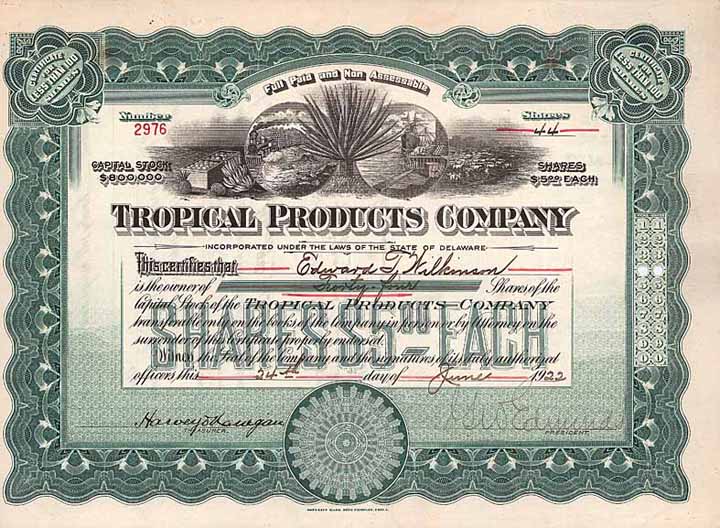 CERTIFICATE FOR LESS THAN 100 SHARES
CERTIFICATE FOR LESS THAN 100 SHARES
Full Paid and Non Assessable
Number
2976
Shares
44
CAPITAL STOCK:
$800,000.
SHARES
$5.00 EACH.
TROPICAL PRODUCTS COMPANY
INCORPORATED UNDER THE LAWS OF THE STATE OF DELAWARE
This certifies that Edward T. Wilkinson
is the owner of Forty-four Shares of the
Capital Stock of the TROPICAL PRODUCTS COMPANY
transferable only on the books of the Company in person or by Attorney on the
surrender of this Certificate properly endorsed.
Witness the Seal of the Company and the signatures of its duly authorized
officers this 24th day of June 1922
SHARES $5.00 EACH
TREASURER.
PRESIDENT.